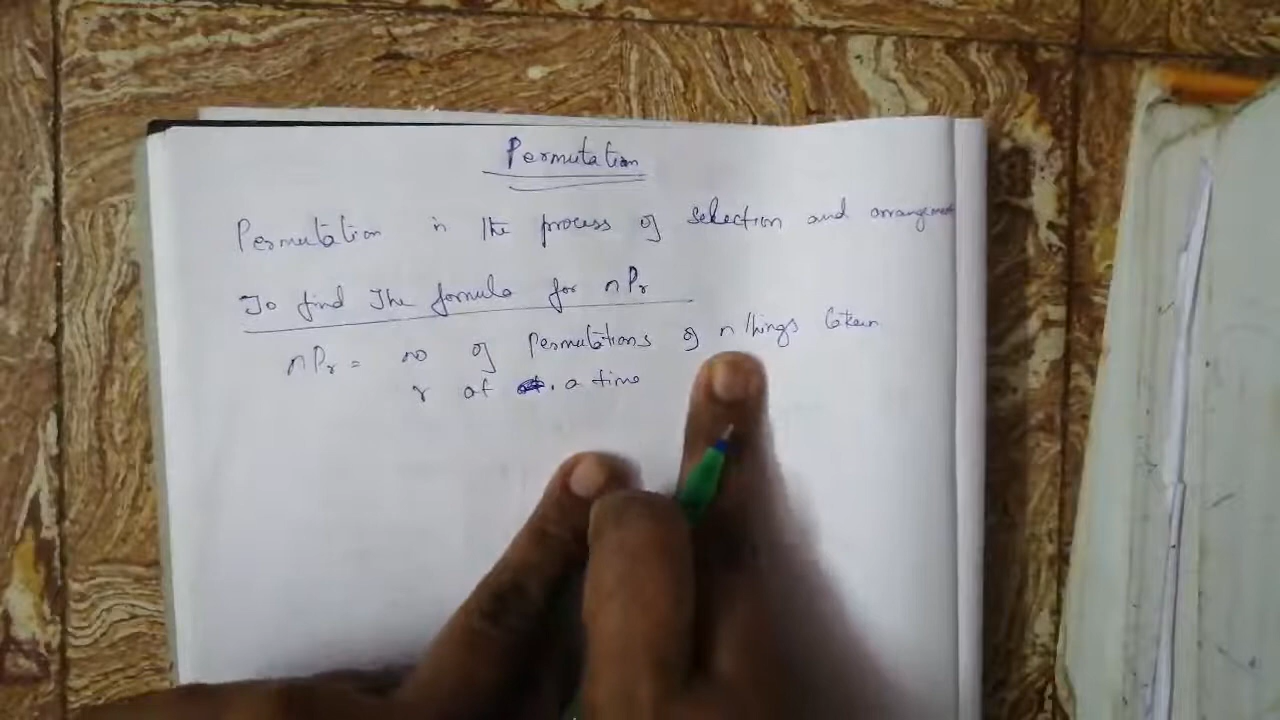 Permutation
Permutation is the process of selection and arrangement
To find The formula for nPr
nPr = no of permutations of n things taken
r at a time